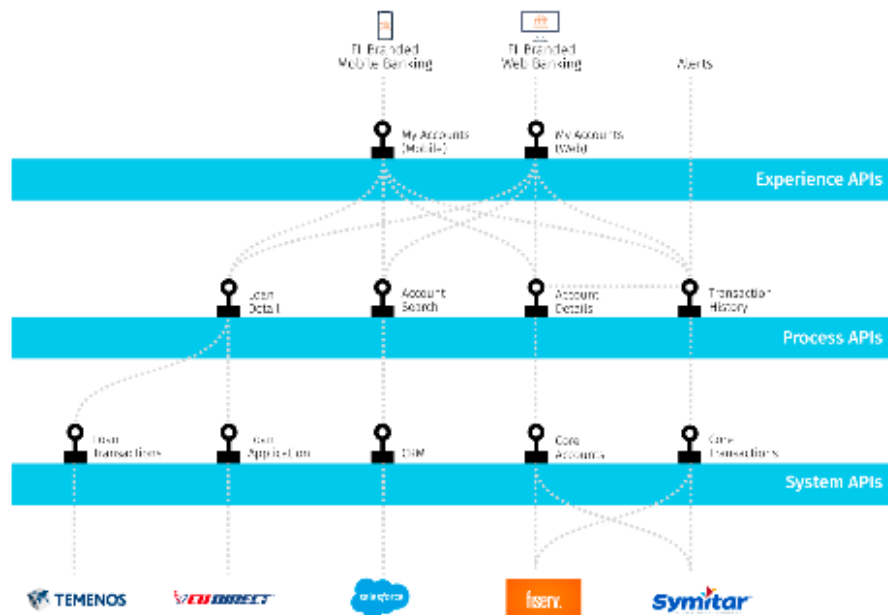 FI Branded
Mobile Banking
FI Branded
Web Banking
Alerts
My Accounts
(Mobile)
My Accounts
(Web)
Experience APIs
Loan
Detail
Account
Search
Account
Details
Transaction
History
Process APIs
Loan
Transactions
Loan
Application
CRM
Core
Accounts
Core
Transactions
System APIs
TEMENOS
CUDIRECT
salesforce
fiserv.
Symitar